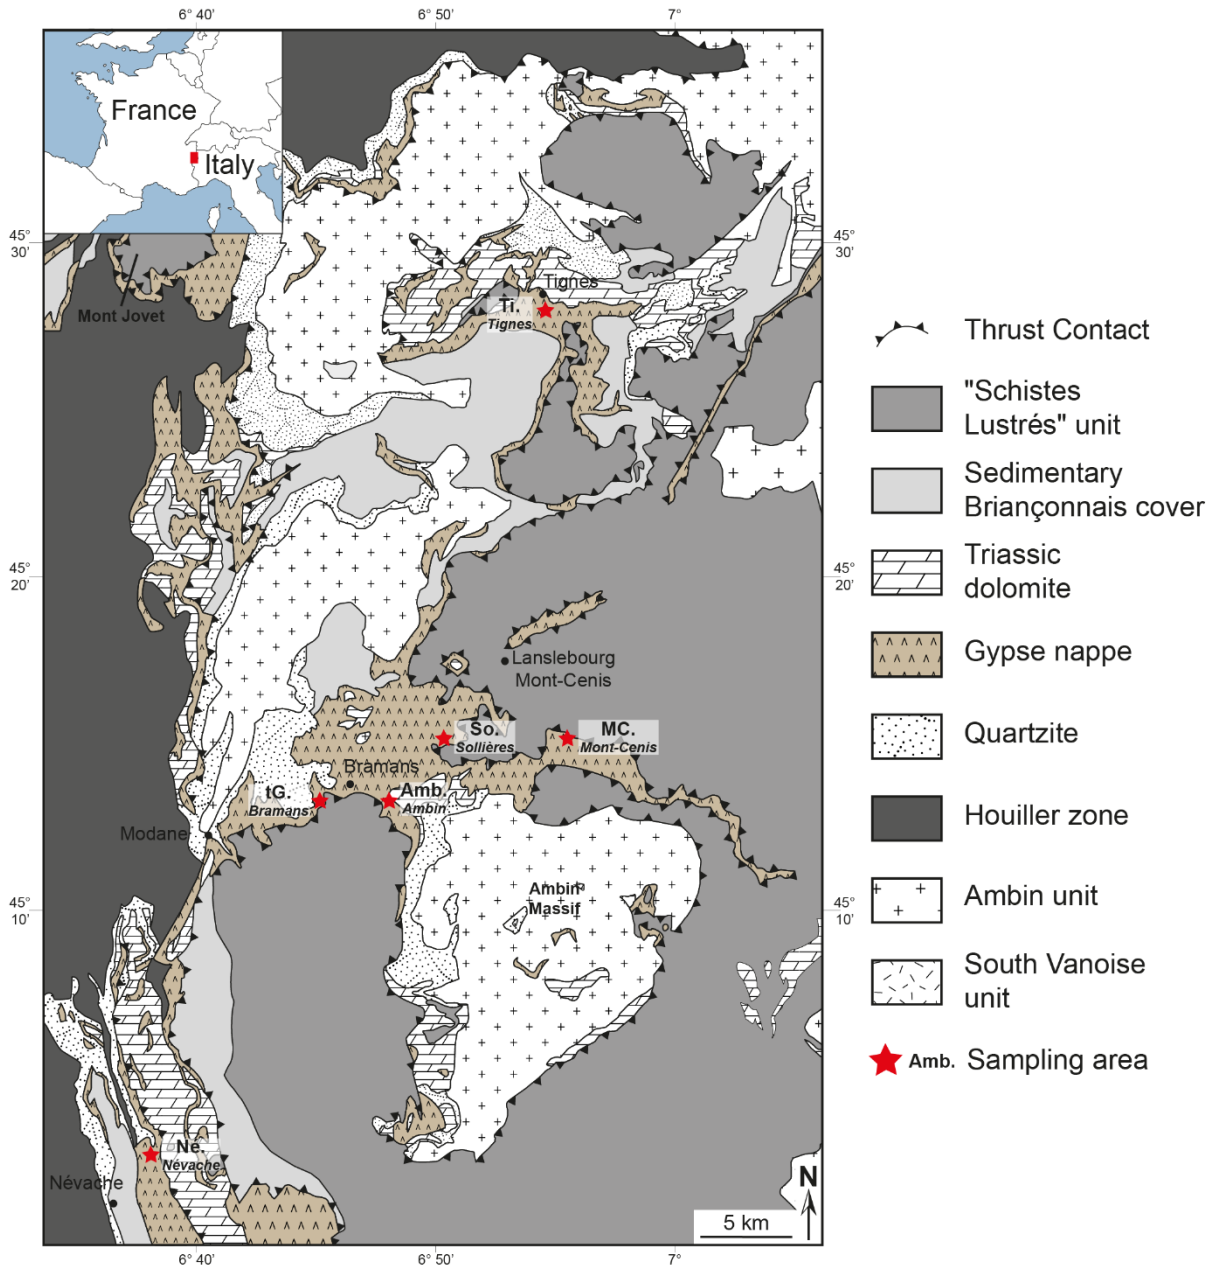 6° 40'
6° 50'
7°
France
Italy
45°
30'
45°
30'
Mont Jovet
Tignes
Ti.
Tignes
45°
20'
45°
20'
Lanslebourg
Mont-Cenis
So.
Sollières
MC.
Mont-Cenis
Bramans
tG.
Bramans
Amb.
Ambin
Modane
Ambin
Massif
45°
10'
45°
10'
Né.
Névache
Névache
N
5 km
6° 40'
6° 50'
7°
Thrust Contact
"Schistes
Lustrés" unit
Sedimentary
Briançonnais cover
Triassic
dolomite
Gypse nappe
Quartzite
Houiller zone
Ambin unit
South Vanoise
unit
Amb. Sampling area